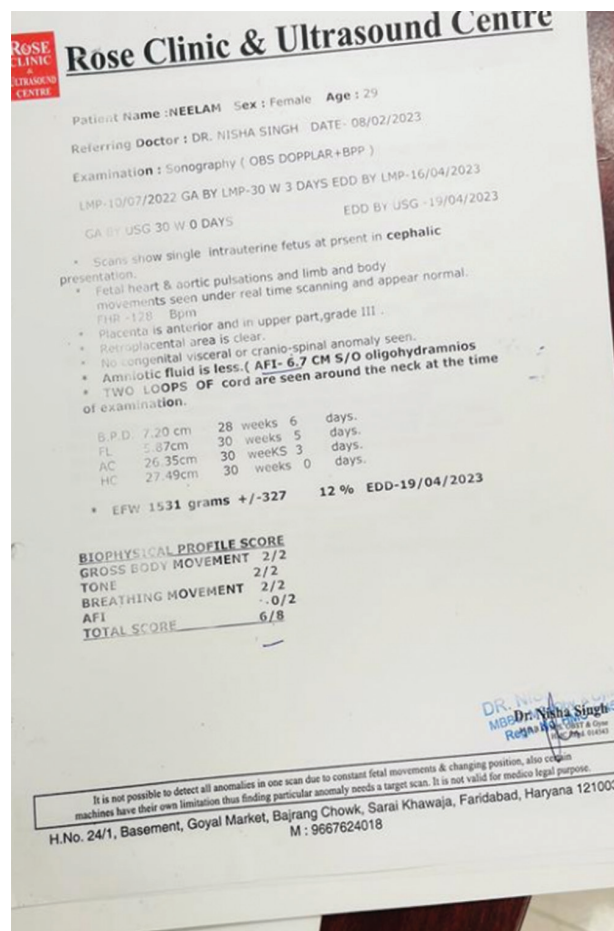 ROSE
CLINIC
&
ULTRASOUND
CENTRE
Rose Clinic & Ultrasound Centre
Patient Name :NEELAM Sex : Female Age : 29
Referring Doctor : DR. NISHA SINGH DATE- 08/02/2023
Examination : Sonography ( OBS DOPPLAR+BPP )
LMP-10/07/2022 GA BY LMP-30 W 3 DAYS EDD BY LMP-16/04/2023
GA BY USG 30 W 0 DAYS EDD BY USG -19/04/2023
* Scans show single intrauterine fetus at prsent in cephalic
presentation.
* Fetal heart & aortic pulsations and limb and body
movements seen under real time scanning and appear normal.
FHR -128 Bpm
* Placenta is anterior and in upper part,grade III .
* Retroplacental area is clear.
* No congenital visceral or cranio-spinal anomaly seen.
* Amniotic fluid is less.( AFI- 6.7 CM S/O oligohydramnios
* TWO LOOPS OF cord are seen around the neck at the time
of examination.
B.P.D. 7.20 cm 28 weeks 6 days.
FL 5.87cm 30 weeks 5 days.
AC 26.35cm 30 weeKS 3 days.
HC 27.49cm 30 weeks 0 days.
* EFW 1531 grams +/-327 12 % EDD-19/04/2023
BIOPHYSICAL PROFILE SCORE
GROSS BODY MOVEMENT 2/2
TONE 2/2
BREATHING MOVEMENT 2/2
AFI -.0/2
TOTAL SCORE 6/8
DR.
Dr. Nisha Singh
MBB
OBST & Gyne
Regn 014543
It is not possible to detect all anomalies in one scan due to constant fetal movements & changing position, also certain
machines have their own limitation thus finding particular anomaly needs a target scan. It is not valid for medico legal purpose.
H.No. 24/1, Basement, Goyal Market, Bajrang Chowk, Sarai Khawaja, Faridabad, Haryana 121003
M : 9667624018